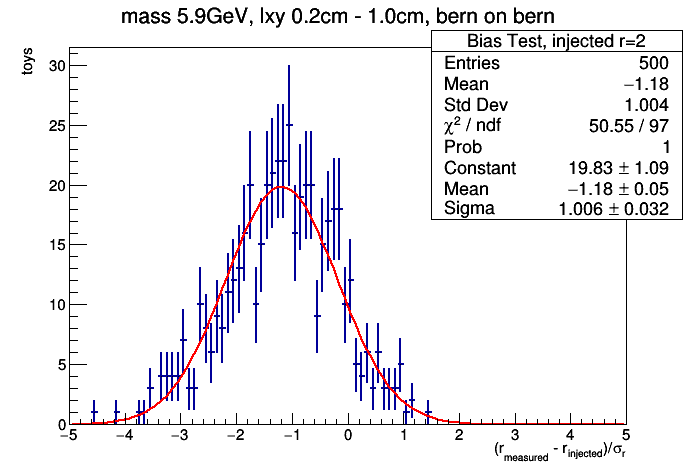 mass 5.9GeV, lxy 0.2cm - 1.0cm, bern on bern
Bias Test, injected r=2
Entries 500
Mean −1.18
Std Dev 1.004
χ² / ndf 50.55 / 97
Prob 1
Constant 19.83 ± 1.09
Mean −1.18 ± 0.05
Sigma 1.006 ± 0.032
toys
30
25
20
15
10
5
0
−5 −4 −3 −2 −1 0 1 2 3 4 5
(r_measured - r_injected)/σ_r